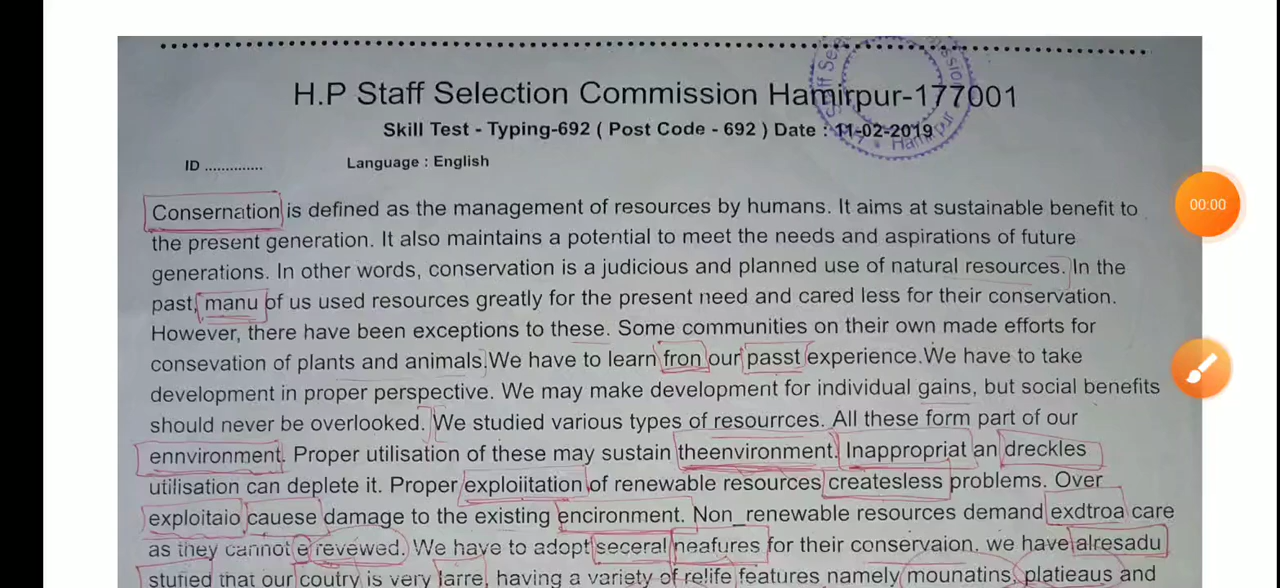 H.P Staff Selection Commission Hamirpur-177001
Skill Test - Typing-692 ( Post Code - 692 ) Date : 11-02-2019
ID .............. Language : English
Consernation is defined as the management of resources by humans. It aims at sustainable benefit to
the present generation. It also maintains a potential to meet the needs and aspirations of future
generations. In other words, conservation is a judicious and planned use of natural resources. In the
past, manu of us used resources greatly for the present need and cared less for their conservation.
However, there have been exceptions to these. Some communities on their own made efforts for
consevation of plants and animals.We have to learn fron our passt experience.We have to take
development in proper perspective. We may make development for individual gains, but social benefits
should never be overlooked. We studied various types of resourrces. All these form part of our
ennvironment. Proper utilisation of these may sustain theenvironment. Inappropriat an dreckles
utilisation can deplete it. Proper exploiitation of renewable resources createsless problems. Over
exploitaio cauese damage to the existing encironment. Non_renewable resources demand exdtroa care
as they cannot e revewed. We have to adopt seceral neafures for their conservaion, we have alresadu
stufied that our coutry is very larre, having a variety of relife features namely mounatins, platieaus and
00:00